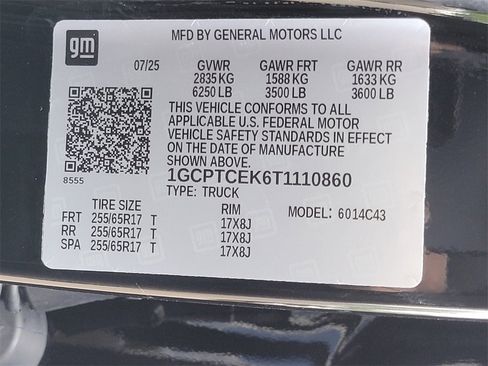 gm
MFD BY GENERAL MOTORS LLC
07/25 GVWR GAWR FRT GAWR RR
2835 KG 1588 KG 1633 KG
6250 LB 3500 LB 3600 LB
THIS VEHICLE CONFORMS TO ALL
APPLICABLE U.S. FEDERAL MOTOR
VEHICLE SAFETY STANDARDS IN EFFECT
ON THE DATE OF MANUFACTURE
SHOWN ABOVE.
8555
1GCPTCEK6T1110860
TYPE: TRUCK
TIRE SIZE RIM MODEL: 6014C43
FRT 255/65R17 T 17X8J
RR 255/65R17 T 17X8J
SPA 255/65R17 T 17X8J